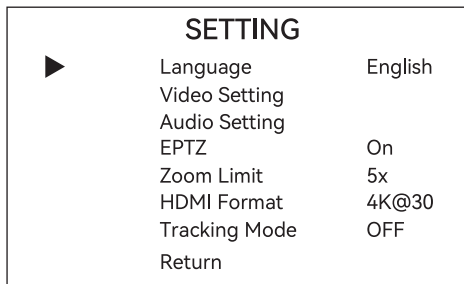 SETTING
Language English
Video Setting
Audio Setting
EPTZ On
Zoom Limit 5x
HDMI Format 4K@30
Tracking Mode OFF
Return